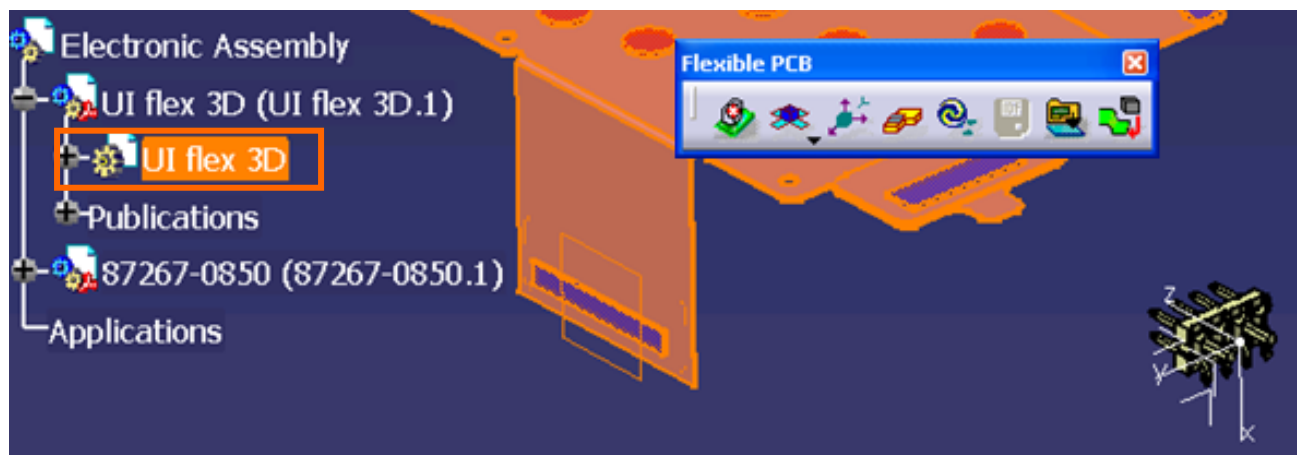 Electronic Assembly
Flexible PCB
UI flex 3D (UI flex 3D.1)
UI flex 3D
Publications
87267-0850 (87267-0850.1)
Applications
z
y
x